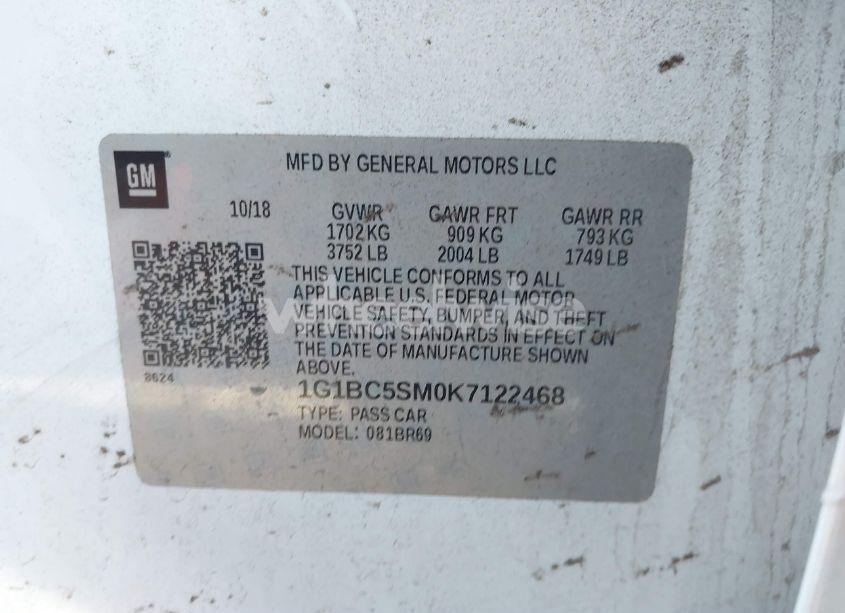 GM
MFD BY GENERAL MOTORS LLC
10/18 GVWR GAWR FRT GAWR RR
1702 KG 909 KG 793 KG
3752 LB 2004 LB 1749 LB
THIS VEHICLE CONFORMS TO ALL
APPLICABLE U.S. FEDERAL MOTOR
VEHICLE SAFETY, BUMPER, AND THEFT
PREVENTION STANDARDS IN EFFECT ON
THE DATE OF MANUFACTURE SHOWN
ABOVE.
8624
1G1BC5SM0K7122468
TYPE: PASS CAR
MODEL: 081BR69